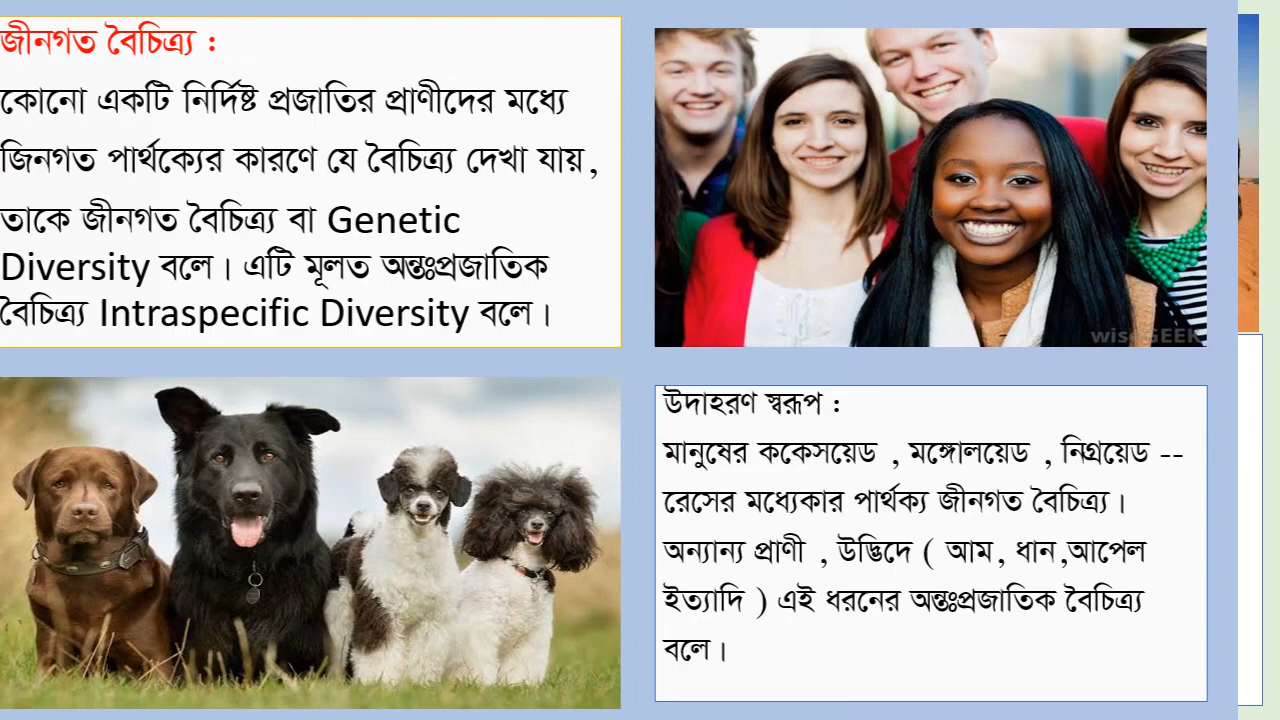 জীনগত বৈচিত্র্য :
কোনো একটি নির্দিষ্ট প্রজাতির প্রাণীদের মধ্যে
জিনগত পার্থক্যের কারণে যে বৈচিত্র্য দেখা যায়,
তাকে জীনগত বৈচিত্র্য বা Genetic
Diversity বলে। এটি মূলত অন্তঃপ্রজাতিক
বৈচিত্র্য Intraspecific Diversity বলে।
wiseGEEK
উদাহরণ স্বরূপ :
মানুষের ককেসয়েড , মঙ্গোলয়েড , নিগ্রয়েড --
রেসের মধ্যেকার পার্থক্য জীনগত বৈচিত্র্য।
অন্যান্য প্রাণী , উদ্ভিদে ( আম, ধান,আপেল
ইত্যাদি ) এই ধরনের অন্তঃপ্রজাতিক বৈচিত্র্য
বলে।